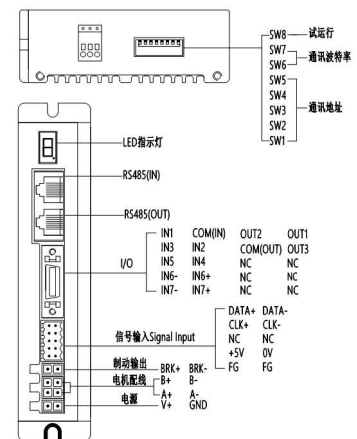 SW8 试运行
SW7
SW6
通讯波特率
SW5
SW4
SW3
SW2
SW1
通讯地址
LED指示灯
RS485(IN)
RS485(OUT)
I/O
IN1 COM(IN) OUT2 OUT1
IN3 IN2 COM(OUT) OUT3
IN5 IN4 NC NC
IN6- IN6+ NC NC
IN7- IN7+ NC NC
信号输入Signal Input
DATA+ DATA-
CLK+ CLK-
NC NC
+5V 0V
FG FG
制动输出 BRK+ BRK-
电机配线 B+ B-
A+ A-
电源 V+ GND